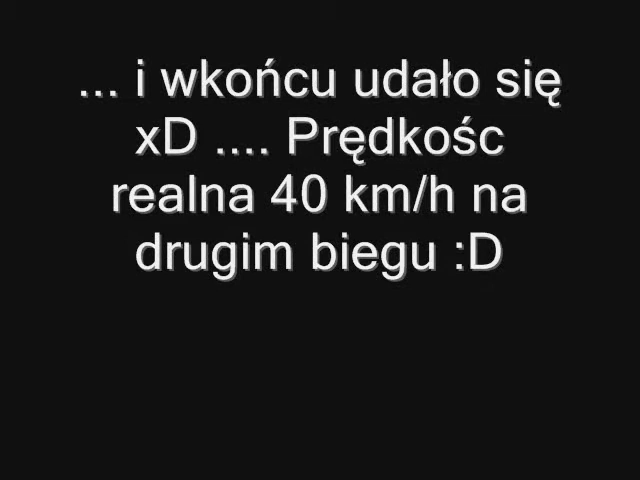 ... i wkońcu udało się
xD .... Prędkośc
realna 40 km/h na
drugim biegu :D